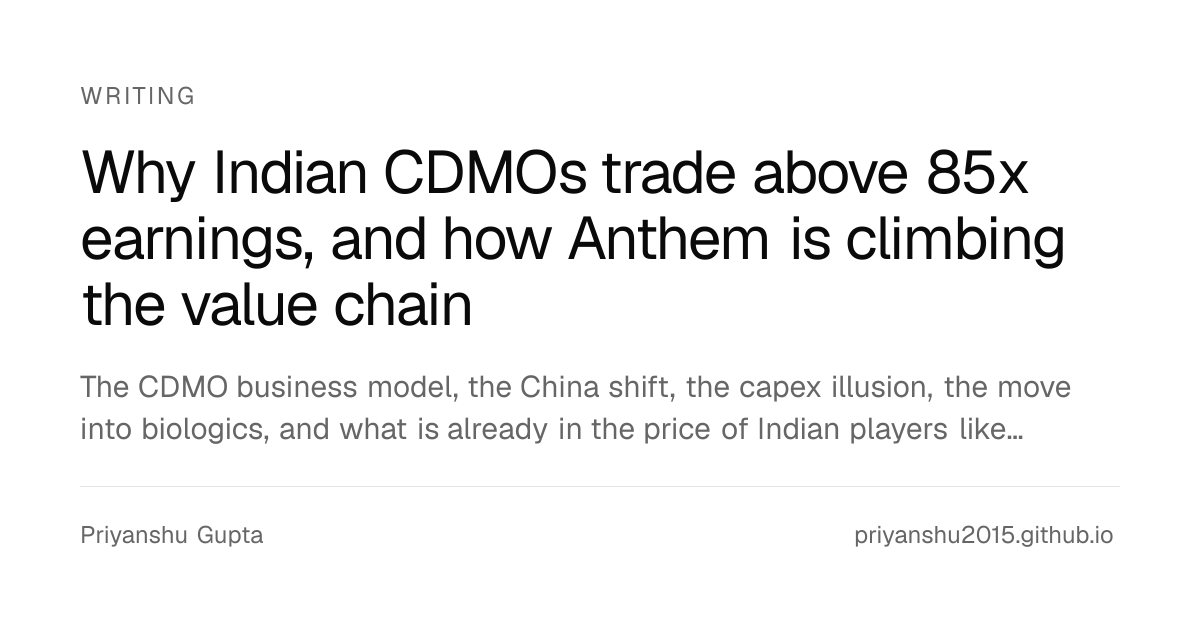 WRITING
Why Indian CDMOs trade above 85x
earnings, and how Anthem is climbing
the value chain
The CDMO business model, the China shift, the capex illusion, the move
into biologics, and what is already in the price of Indian players like…
Priyanshu Gupta
priyanshu2015.github.io